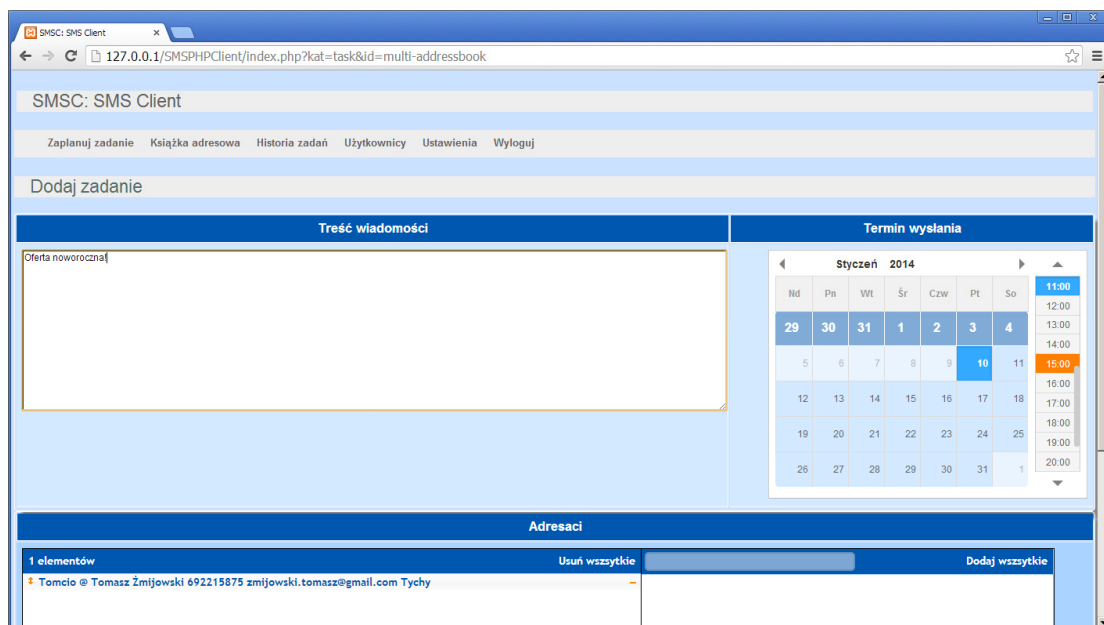 SMSC: SMS Client
127.0.0.1/SMSPHPClient/index.php?kat=task&id=multi-addressbook
SMSC: SMS Client
Zaplanuj zadanie Książka adresowa Historia zadań Użytkownicy Ustawienia Wyloguj
Dodaj zadanie
Treść wiadomości Termin wysłania
Oferta noworoczna!
Styczeń 2014
Nd Pn Wt Śr Czw Pt So
29 30 31 1 2 3 4
5 6 7 8 9 10 11
12 13 14 15 16 17 18
19 20 21 22 23 24 25
26 27 28 29 30 31 1
11:00
12:00
13:00
14:00
15:00
16:00
17:00
18:00
19:00
20:00
Adresaci
1 elementów Usuń wszsytkie Dodaj wszsytkie
Tomcio @ Tomasz Żmijowski 692215875 zmijowski.tomasz@gmail.com Tychy